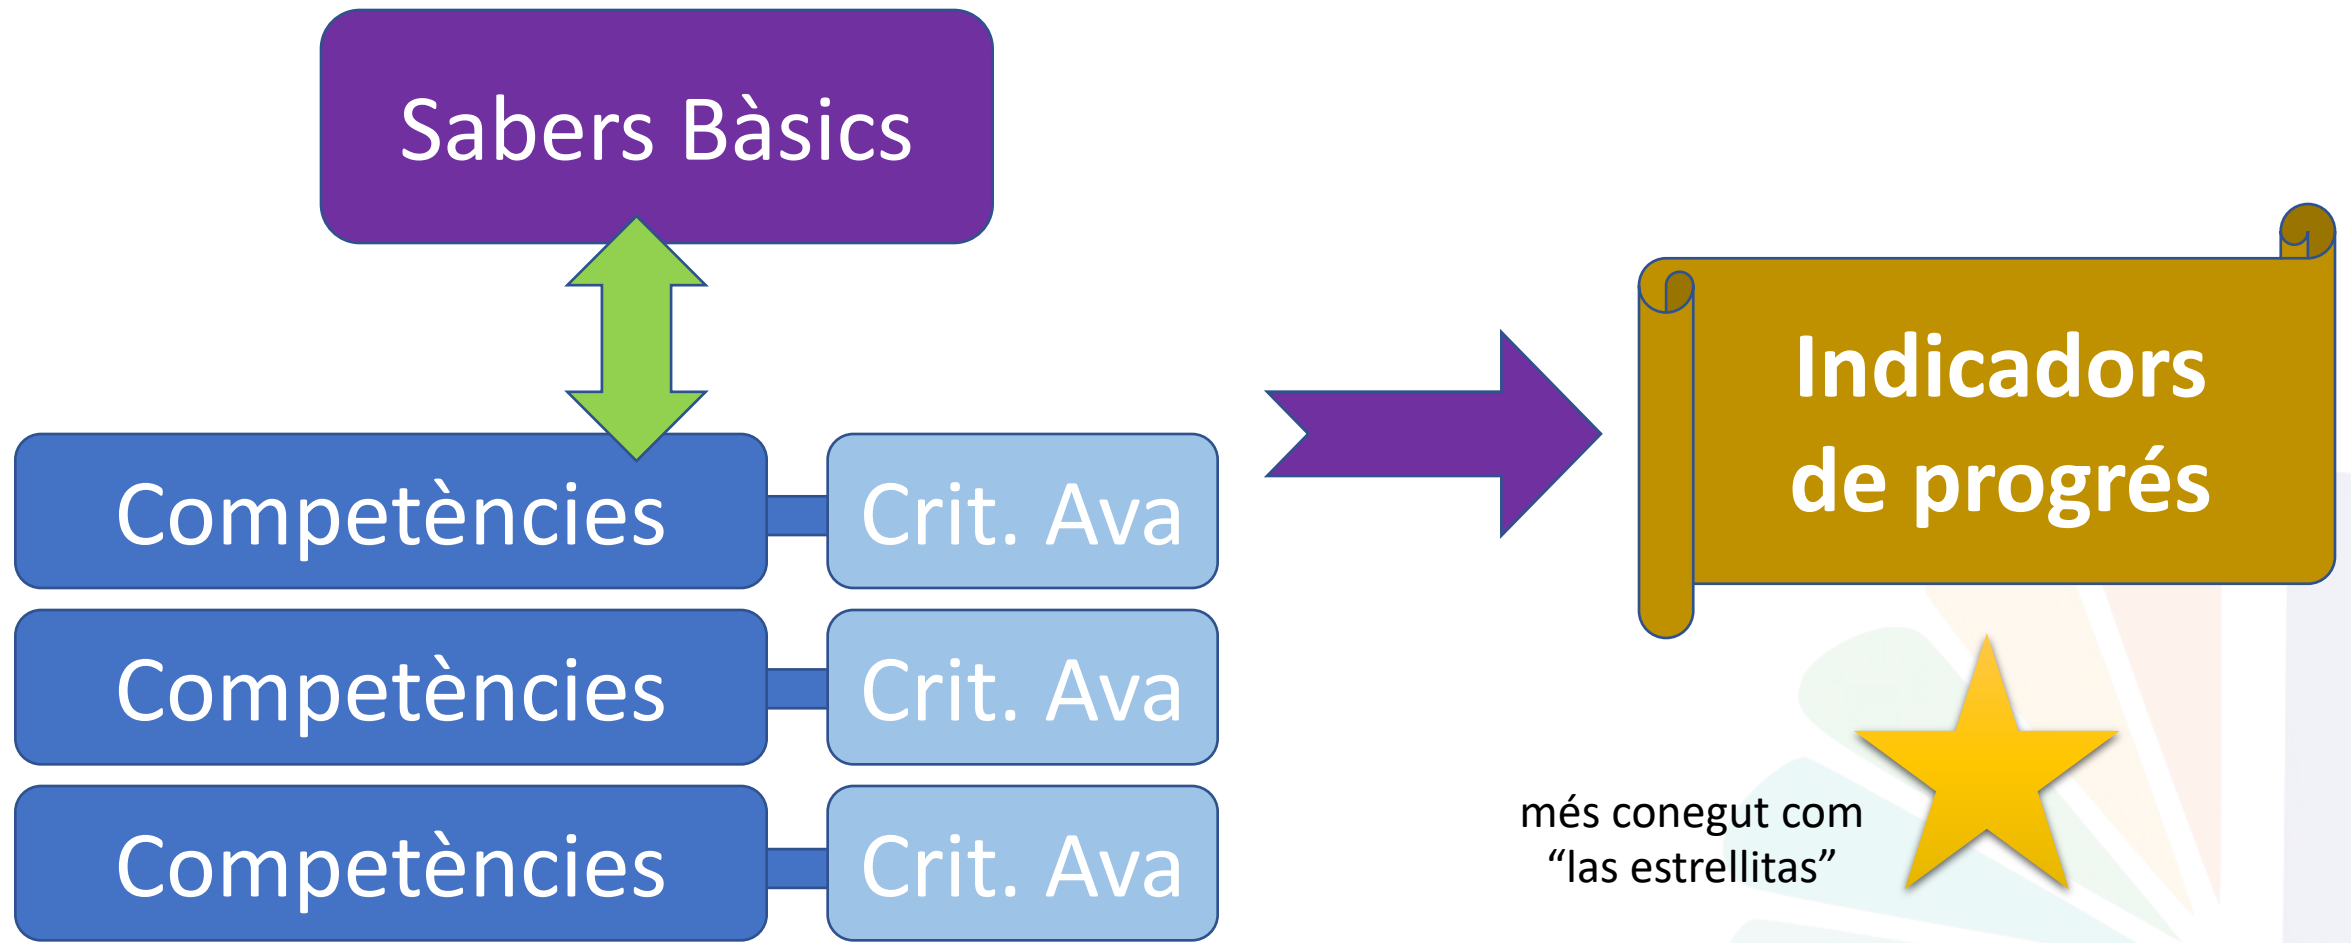 Sabers Bàsics
Competències
Crit. Ava
Competències
Crit. Ava
Competències
Crit. Ava
Indicadors
de progrés
més conegut com
“las estrellitas”